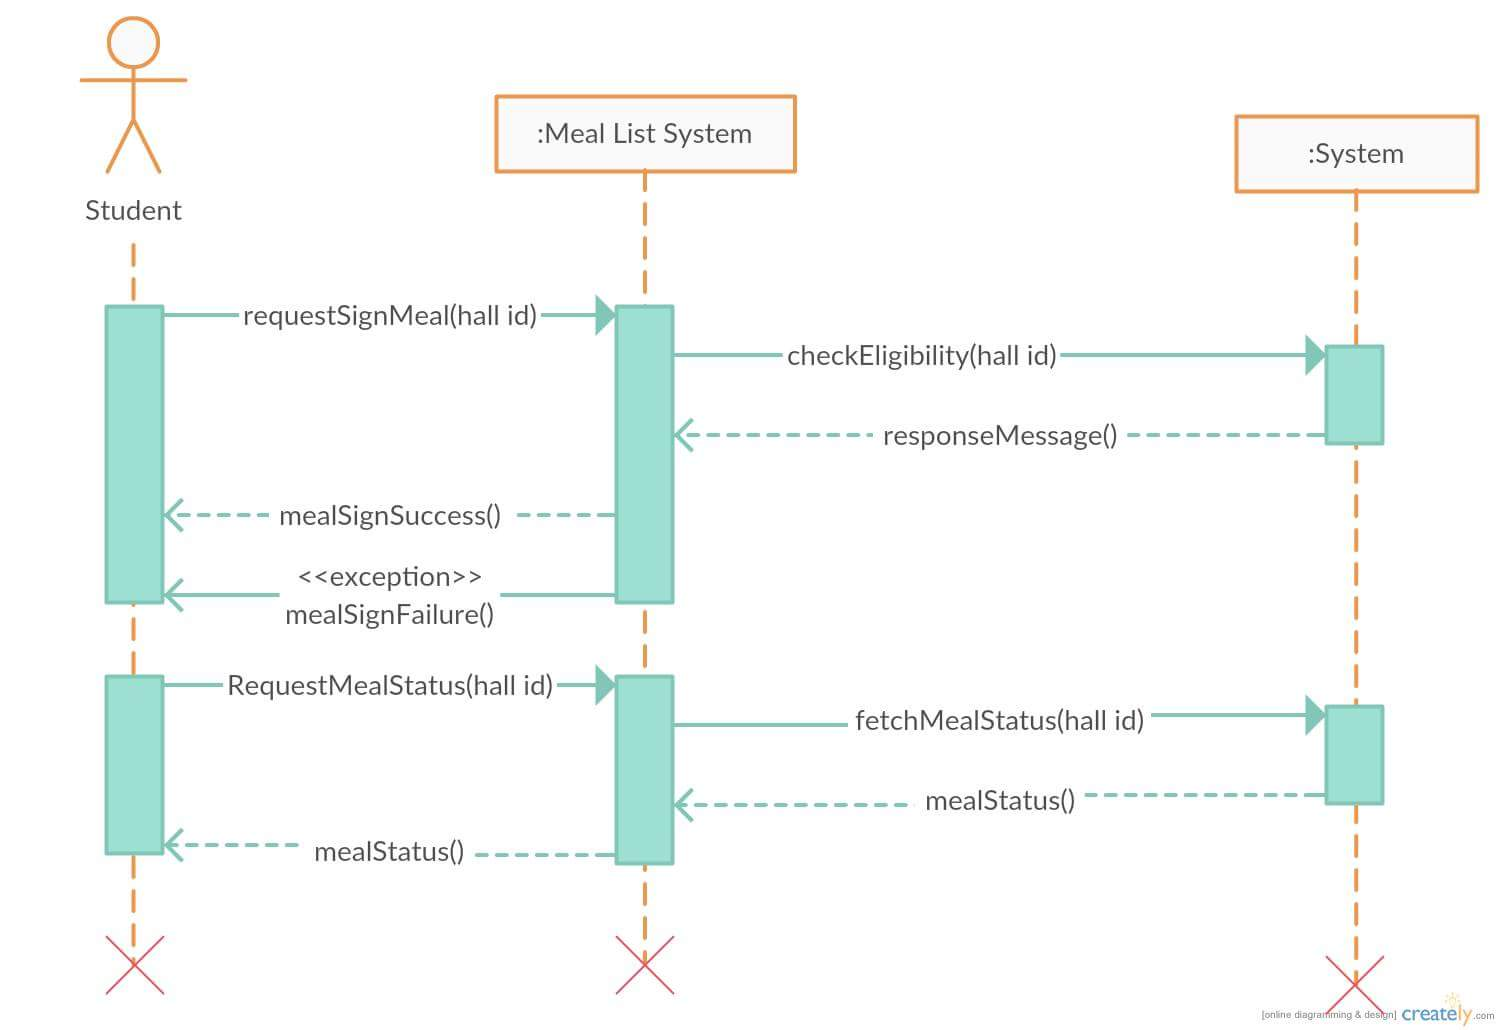 :Meal List System
:System
Student
requestSignMeal(hall id)
checkEligibility(hall id)
responseMessage()
mealSignSuccess()
<<exception>>
mealSignFailure()
RequestMealStatus(hall id)
fetchMealStatus(hall id)
mealStatus()
mealStatus()
[online diagramming & design] creately.com